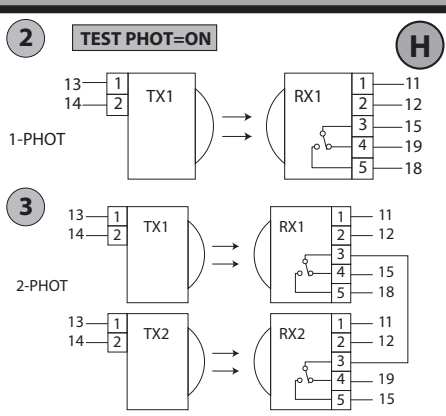 2 TEST PHOT=ON H
13 1 TX1 RX1 1 11
14 2 2 12
3 15
1-PHOT 4 19
5 18
3
13 1 TX1 RX1 1 11
14 2 2 12
3
2-PHOT 4 15
5 18
13 1 TX2 RX2 1 11
14 2 2 12
3
4 19
5 15